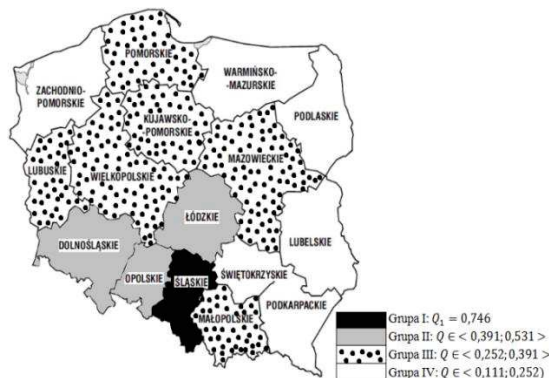 POMORSKIE
WARMIŃSKO-
-MAZURSKIE
ZACHODNIO-
POMORSKIE
PODLASKIE
KUJAWSKO-
-POMORSKIE
MAZOWIECKIE
LUBUSKIE
WIELKOPOLSKIE
ŁÓDZKIE
LUBELSKIE
DOLNOŚLĄSKIE
OPOLSKIE
ŚLĄSKIE
ŚWIĘTOKRZYSKIE
PODKARPACKIE
MAŁOPOLSKIE
Grupa I: Q₁ = 0,746
Grupa II: Q ∈ < 0,391; 0,531 >
Grupa III: Q ∈ < 0,252; 0,391 >
Grupa IV: Q ∈ < 0,111; 0,252)